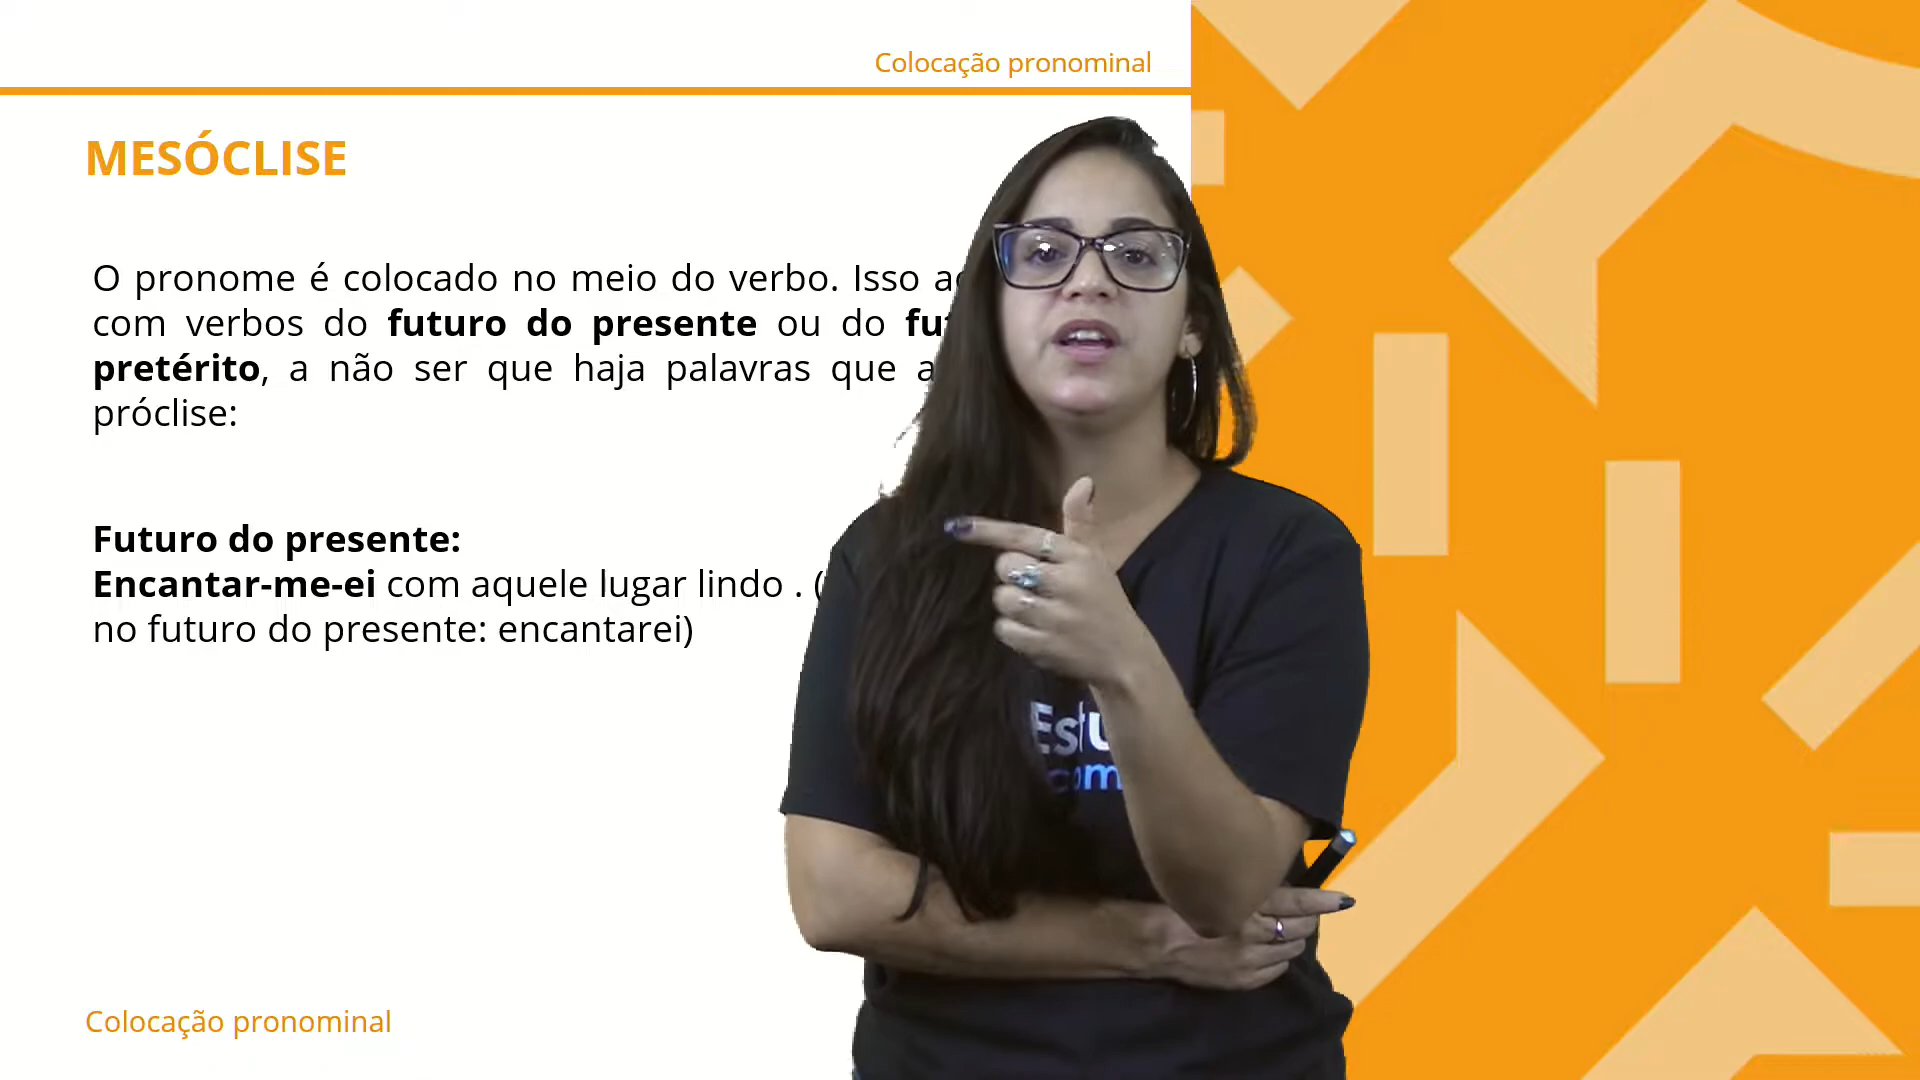 Colocação pronominal
MESÓCLISE
O pronome é colocado no meio do verbo. Isso
com verbos do futuro do presente ou do
pretérito, a não ser que haja palavras que
próclise:
Futuro do presente:
Encantar-me-ei com aquele lugar lindo . (
no futuro do presente: encantarei)
Estu
com
Colocação pronominal